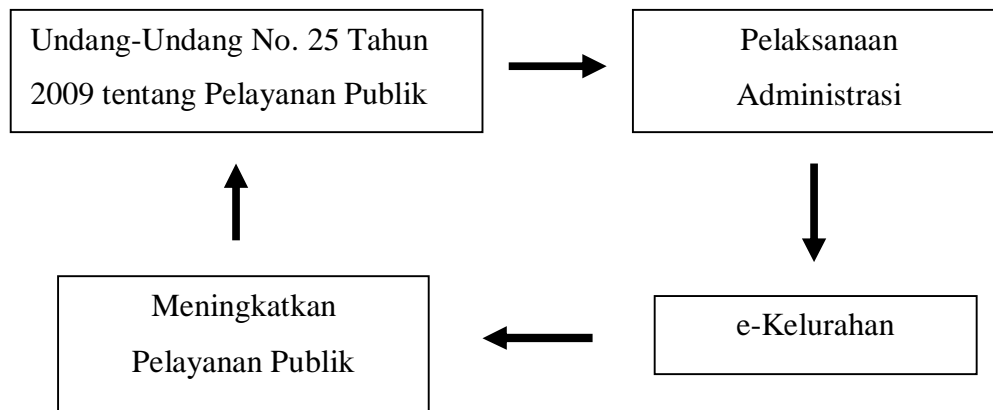 Undang-Undang No. 25 Tahun
2009 tentang Pelayanan Publik
Pelaksanaan
Administrasi
e-Kelurahan
Meningkatkan
Pelayanan Publik